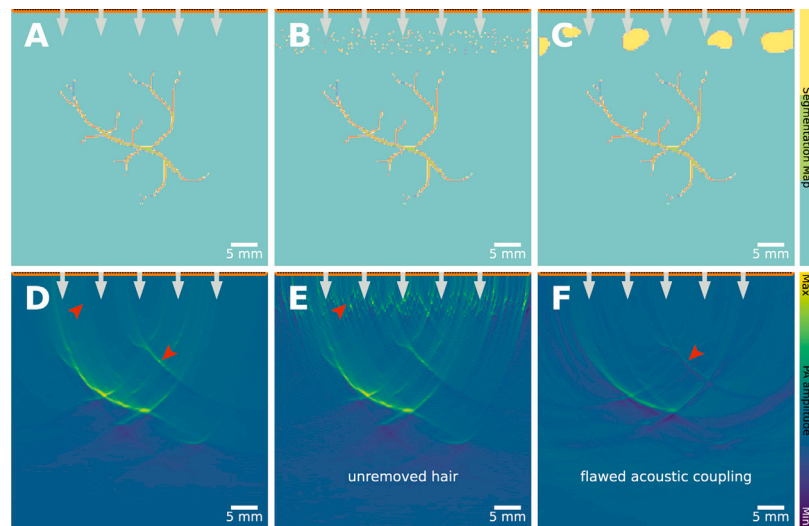 A
B
C
5 mm
5 mm
5 mm
Segmentation Map
D
E
F
unremoved hair
flawed acoustic coupling
5 mm
5 mm
5 mm
Max
PA amplitude
Min